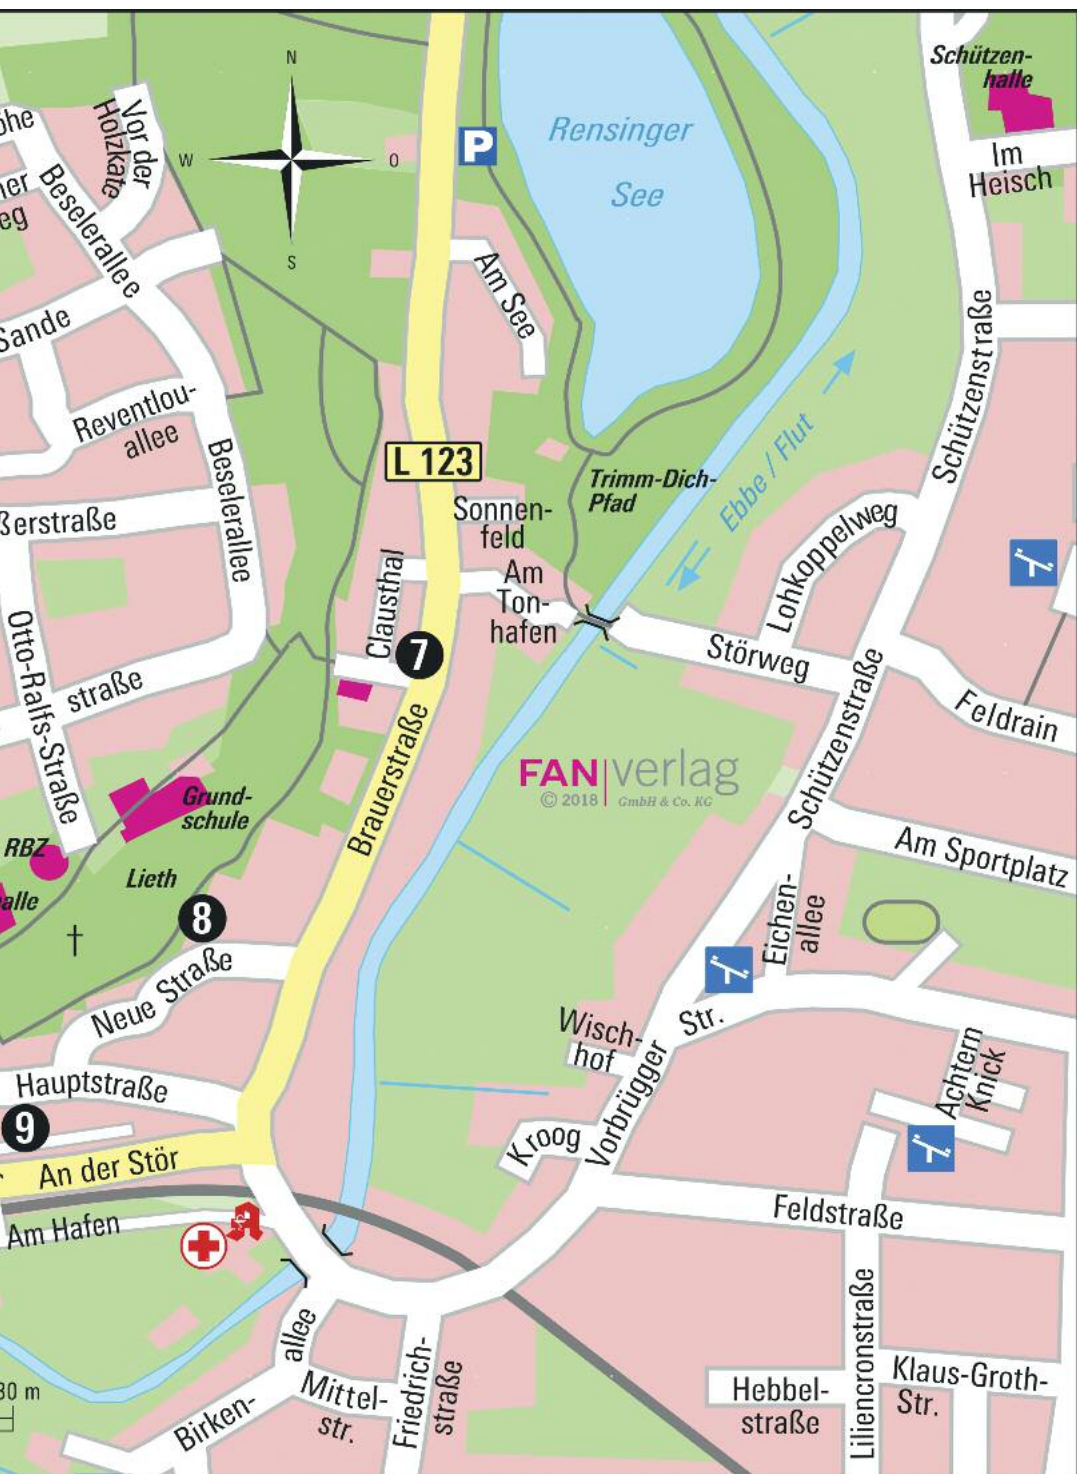 Schützen-
halle
N
W
O
S
P
Rensinger
See
Im
Heisch
Vor der
Holzkate
Beselerallee
Sande
Am See
Schützenstraße
Reventlou-
allee
Beselerallee
L 123
Ebbe / Flut
Trimm-Dich-
Pfad
Sonnen-
feld
Lohkoppelweg
Clausthal
Am
Ton-
hafen
7
Störweg
Otto-Ralfs-Straße
straße
Feldrain
Schützenstraße
Brauerstraße
FAN verlag
© 2018 GmbH & Co. KG
Grund-
schule
RBZ
Lieth
Am Sportplatz
8
Eichen-
allee
Neue Straße
Wisch-
hof
Vorbrügger Str.
Hauptstraße
Achtern
Knick
9
Kroog
An der Stör
Feldstraße
Am Hafen
allee
Birken-
Mittel-
str.
Friedrich-
straße
Hebbel-
straße
Liliencronstraße
Klaus-Groth-
Str.